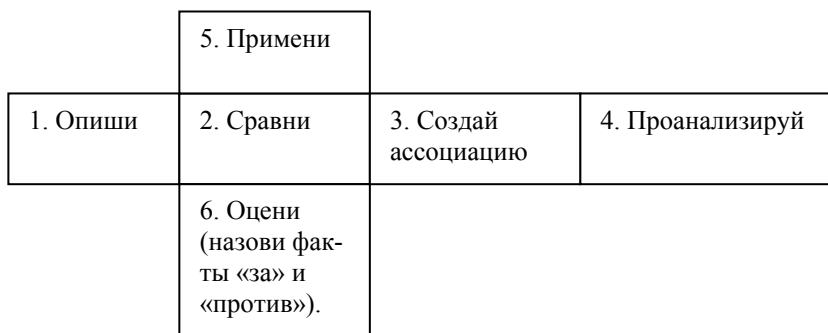 5. Примени
1. Опиши
2. Сравни
3. Создай
ассоциацию
4. Проанализируй
6. Оцени
(назови фак-
ты «за» и
«против»).